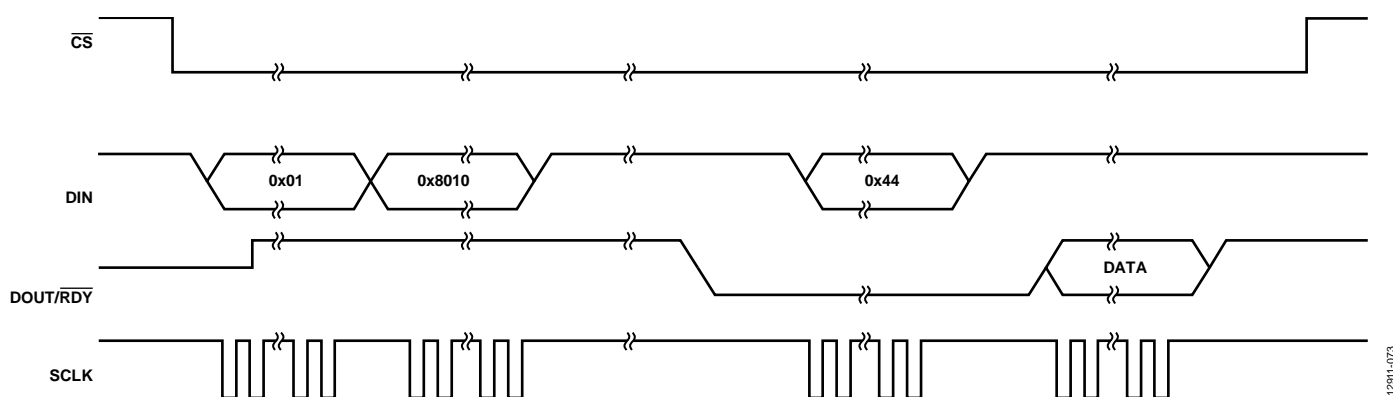 CS
DIN
0x01
0x8010
0x44
DOUT/RDY
DATA
SCLK
12911-073